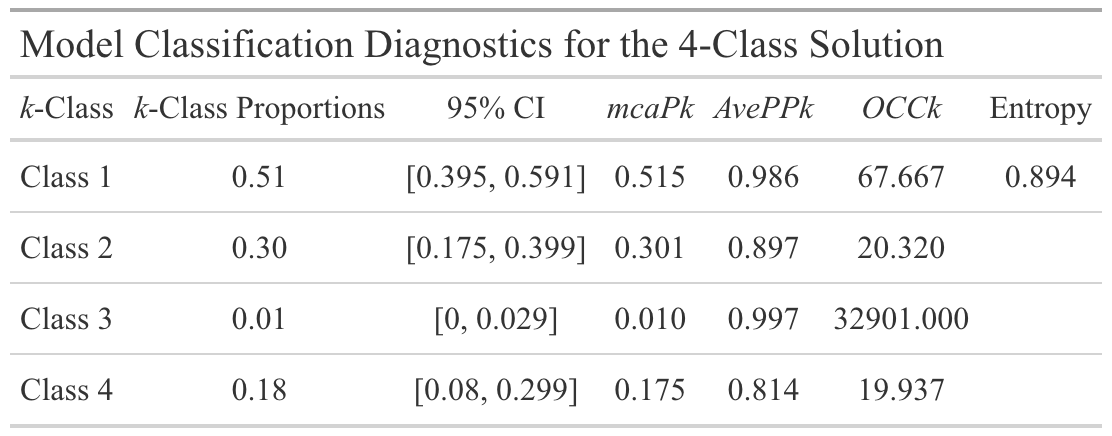 Model Classification Diagnostics for the 4-Class Solution
k-Class k-Class Proportions 95% CI mcaPk AvePPk OCCk Entropy
Class 1 0.51 [0.395, 0.591] 0.515 0.986 67.667 0.894
Class 2 0.30 [0.175, 0.399] 0.301 0.897 20.320
Class 3 0.01 [0, 0.029] 0.010 0.997 32901.000
Class 4 0.18 [0.08, 0.299] 0.175 0.814 19.937